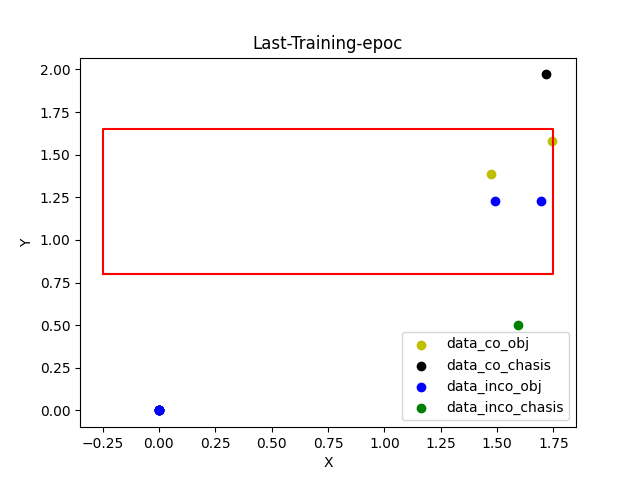 Last-Training-epoc
2.00
1.75
1.50
1.25
1.00
0.75
0.50
0.25
0.00
Y
data_co_obj
data_co_chasis
data_inco_obj
data_inco_chasis
−0.25 0.00 0.25 0.50 0.75 1.00 1.25 1.50 1.75
X